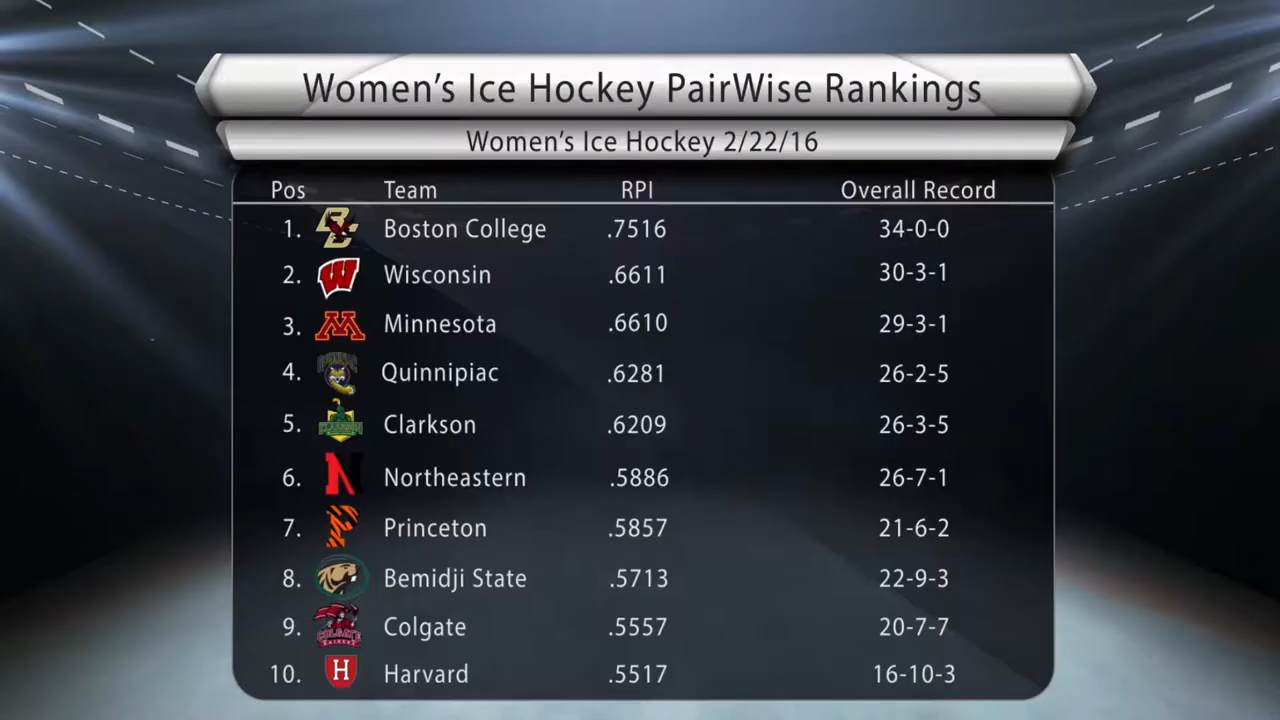 Women's Ice Hockey PairWise Rankings
Women's Ice Hockey 2/22/16
Pos Team RPI Overall Record
1. Boston College .7516 34-0-0
2. Wisconsin .6611 30-3-1
3. Minnesota .6610 29-3-1
4. Quinnipiac .6281 26-2-5
5. Clarkson .6209 26-3-5
6. Northeastern .5886 26-7-1
7. Princeton .5857 21-6-2
8. Bemidji State .5713 22-9-3
9. COLGATE Colgate .5557 20-7-7
10. H Harvard .5517 16-10-3